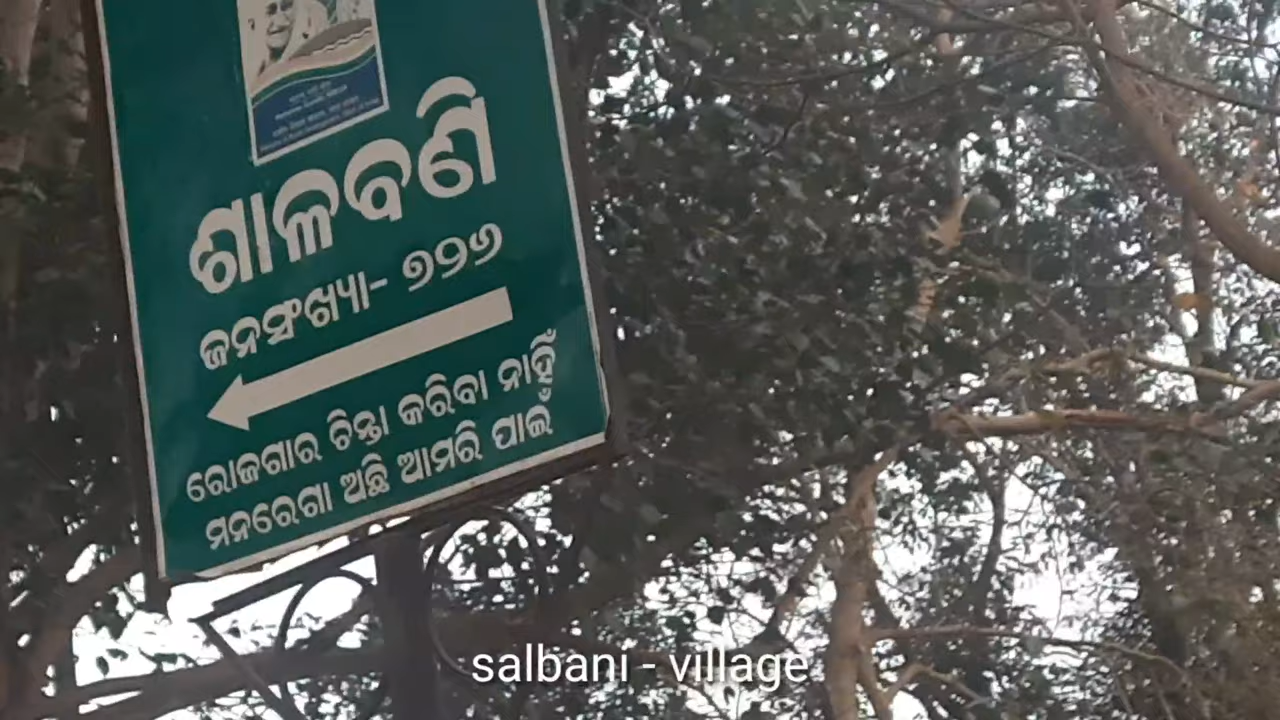 ଶାଳବଣି
ଜନସଂଖ୍ୟା- ୭୨୬
ରୋଜଗାର ଚିନ୍ତା କରିବା ନାହିଁ
ମନରେଗା ଅଛି ଆମରି ପାଇଁ
salbani - village